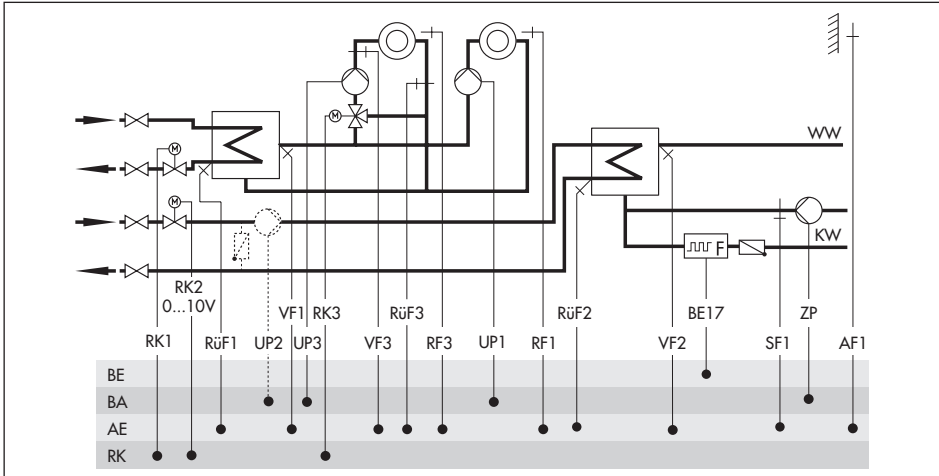 M
M
M
WW
F
KW
RK2
0...10V
VF1
RK3
RüF3
RüF2
BE17
ZP
RK1
RüF1
UP2
UP3
VF3
RF3
UP1
RF1
VF2
SF1
AF1
BE
BA
AE
RK